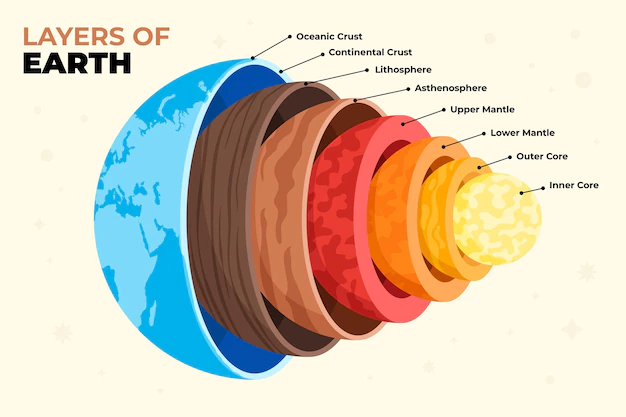 LAYERS OF
EARTH
Oceanic Crust
Continental Crust
Lithosphere
Asthenosphere
Upper Mantle
Lower Mantle
Outer Core
Inner Core